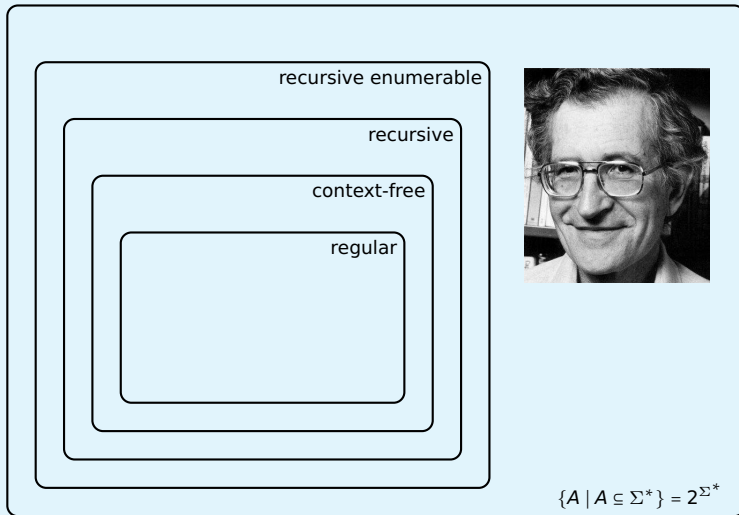 recursive enumerable
recursive
context-free
regular
{A | A ⊆ Σ*} = 2^Σ*